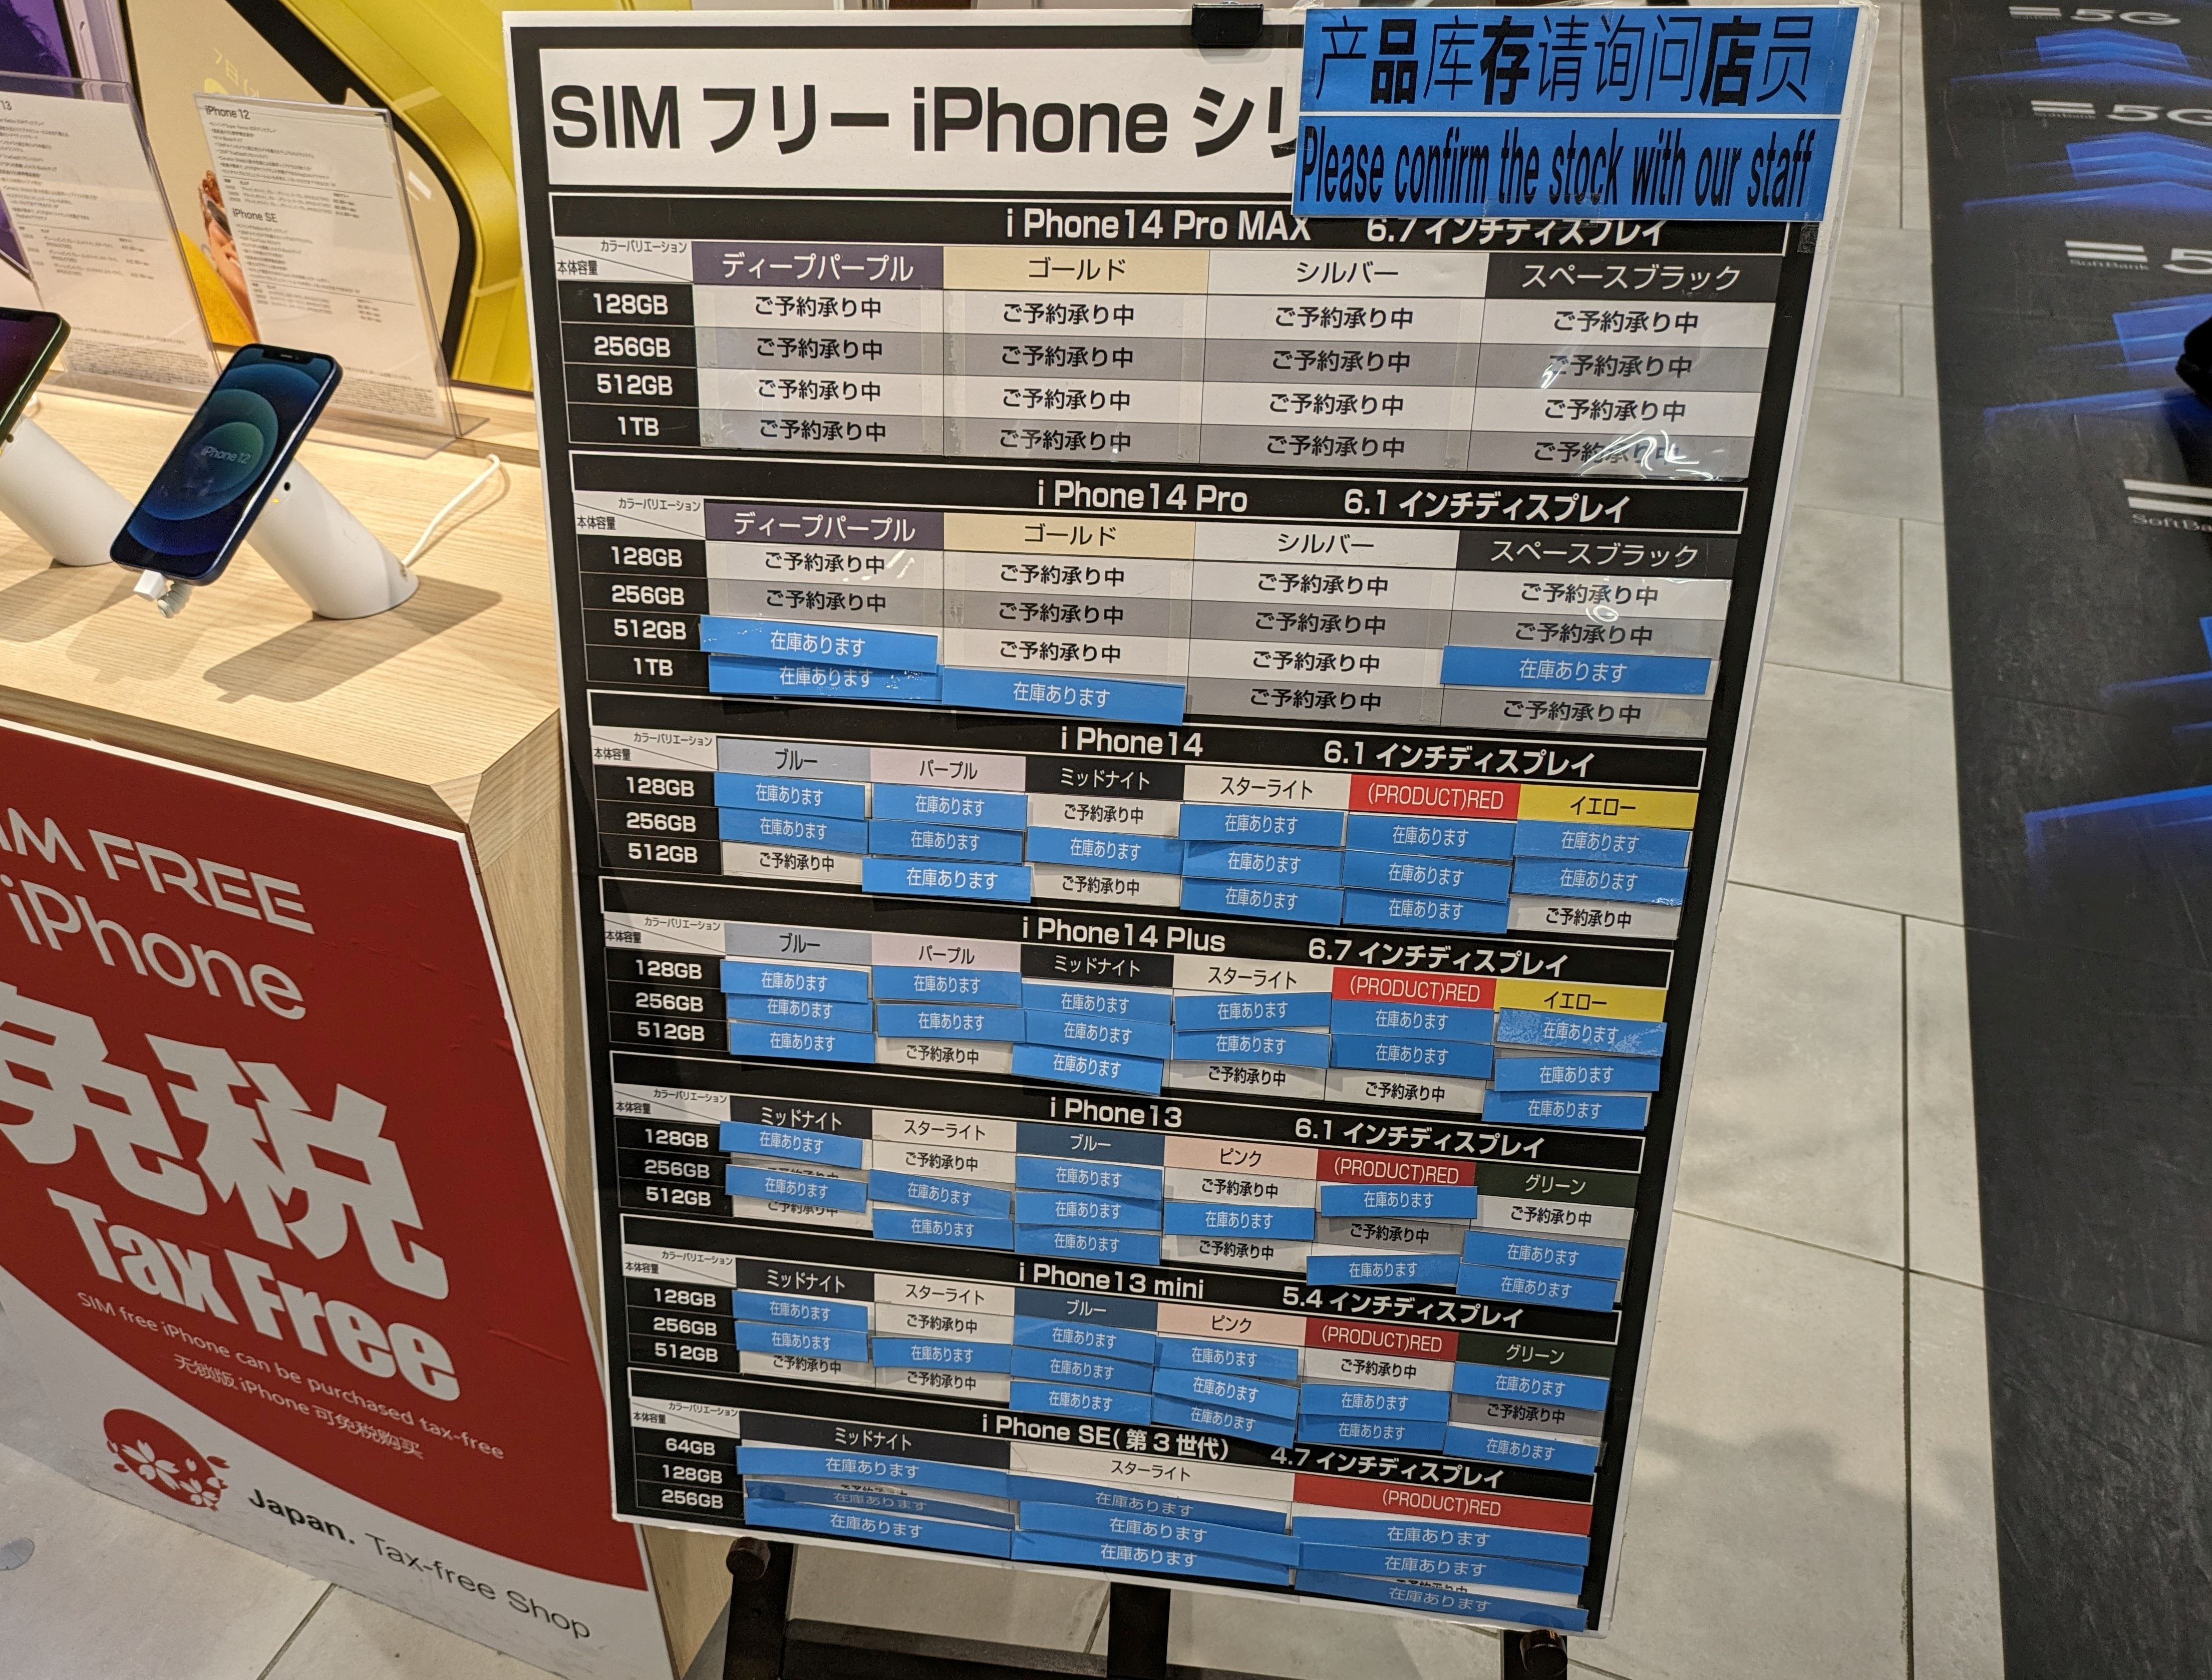 产品库存请询问店员
Please confirm the stock with our staff
SIM フリー iPhone シリ
i Phone14 Pro MAX 6.7 インチディスプレイ
カラーバリエーション
本体容量 ディープパープル ゴールド シルバー スペースブラック
128GB ご予約承り中 ご予約承り中 ご予約承り中 ご予約承り中
256GB ご予約承り中 ご予約承り中 ご予約承り中 ご予約承り中
512GB ご予約承り中 ご予約承り中 ご予約承り中 ご予約承り中
1TB ご予約承り中 ご予約承り中 ご予約承り中 ご予約承り中
i Phone14 Pro 6.1 インチディスプレイ
カラーバリエーション
本体容量 ディープパープル ゴールド シルバー スペースブラック
128GB ご予約承り中 ご予約承り中 ご予約承り中 ご予約承り中
256GB ご予約承り中 ご予約承り中 ご予約承り中 ご予約承り中
512GB 在庫あります ご予約承り中 ご予約承り中 在庫あります
1TB 在庫あります 在庫あります ご予約承り中 ご予約承り中
i Phone14 6.1 インチディスプレイ
カラーバリエーション
本体容量 ブルー パープル ミッドナイト スターライト (PRODUCT)RED イエロー
128GB 在庫あります 在庫あります ご予約承り中 在庫あります 在庫あります 在庫あります
256GB 在庫あります 在庫あります 在庫あります 在庫あります 在庫あります 在庫あります
512GB ご予約承り中 在庫あります ご予約承り中 在庫あります 在庫あります ご予約承り中
i Phone14 Plus 6.7 インチディスプレイ
カラーバリエーション
本体容量 ブルー パープル ミッドナイト スターライト (PRODUCT)RED イエロー
128GB 在庫あります 在庫あります 在庫あります 在庫あります 在庫あります 在庫あります
256GB 在庫あります 在庫あります 在庫あります 在庫あります 在庫あります 在庫あります
512GB 在庫あります ご予約承り中 在庫あります ご予約承り中 ご予約承り中 在庫あります
i Phone13 6.1 インチディスプレイ
カラーバリエーション
本体容量 ミッドナイト スターライト ブルー ピンク (PRODUCT)RED グリーン
128GB 在庫あります ご予約承り中 在庫あります ご予約承り中 在庫あります ご予約承り中
256GB 在庫あります 在庫あります 在庫あります 在庫あります ご予約承り中 在庫あります
512GB ご予約承り中 在庫あります 在庫あります ご予約承り中 在庫あります 在庫あります
i Phone13 mini 5.4 インチディスプレイ
カラーバリエーション
本体容量 ミッドナイト スターライト ブルー ピンク (PRODUCT)RED グリーン
128GB 在庫あります ご予約承り中 在庫あります 在庫あります ご予約承り中 在庫あります
256GB 在庫あります 在庫あります 在庫あります 在庫あります 在庫あります ご予約承り中
512GB ご予約承り中 ご予約承り中 在庫あります 在庫あります 在庫あります 在庫あります
i Phone SE( 第 3 世代) 4.7 インチディスプレイ
カラーバリエーション
本体容量 ミッドナイト スターライト (PRODUCT)RED
64GB 在庫あります 在庫あります 在庫あります
128GB 在庫あります 在庫あります 在庫あります
256GB 在庫あります 在庫あります 在庫あります
13
iPhone 12
iPhone SE
iPhone 12
IM FREE
iPhone
免税
Tax Free
SIM free iPhone can be purchased tax-free
无锁版 iPhone 可免税购买
Japan. Tax-free Shop
5G
SoftBank
5G
SoftBank
5
SoftBank
SoftBa